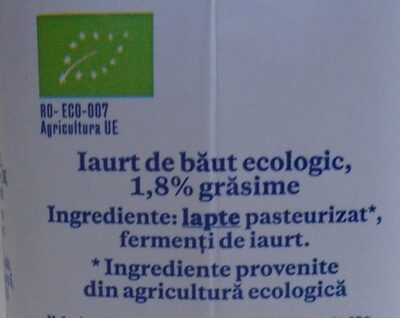 RO- ECO-007
Agricultura UE
Iaurt de băut ecologic,
1,8% grăsime
Ingrediente: lapte pasteurizat*,
fermenți de iaurt.
* Ingrediente provenite
din agricultură ecologică